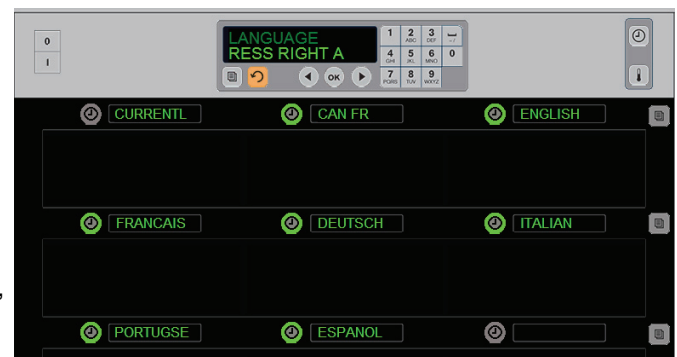 0
I
LANGUAGE
RESS RIGHT A
1 2 ABC 3 DEF -/
4 GHI 5 JKL 6 MNO 0
7 PQRS 8 TUV 9 WXYZ
OK
CURRENTL CAN FR ENGLISH
FRANCAIS DEUTSCH ITALIAN
,
PORTUGSE ESPANOL